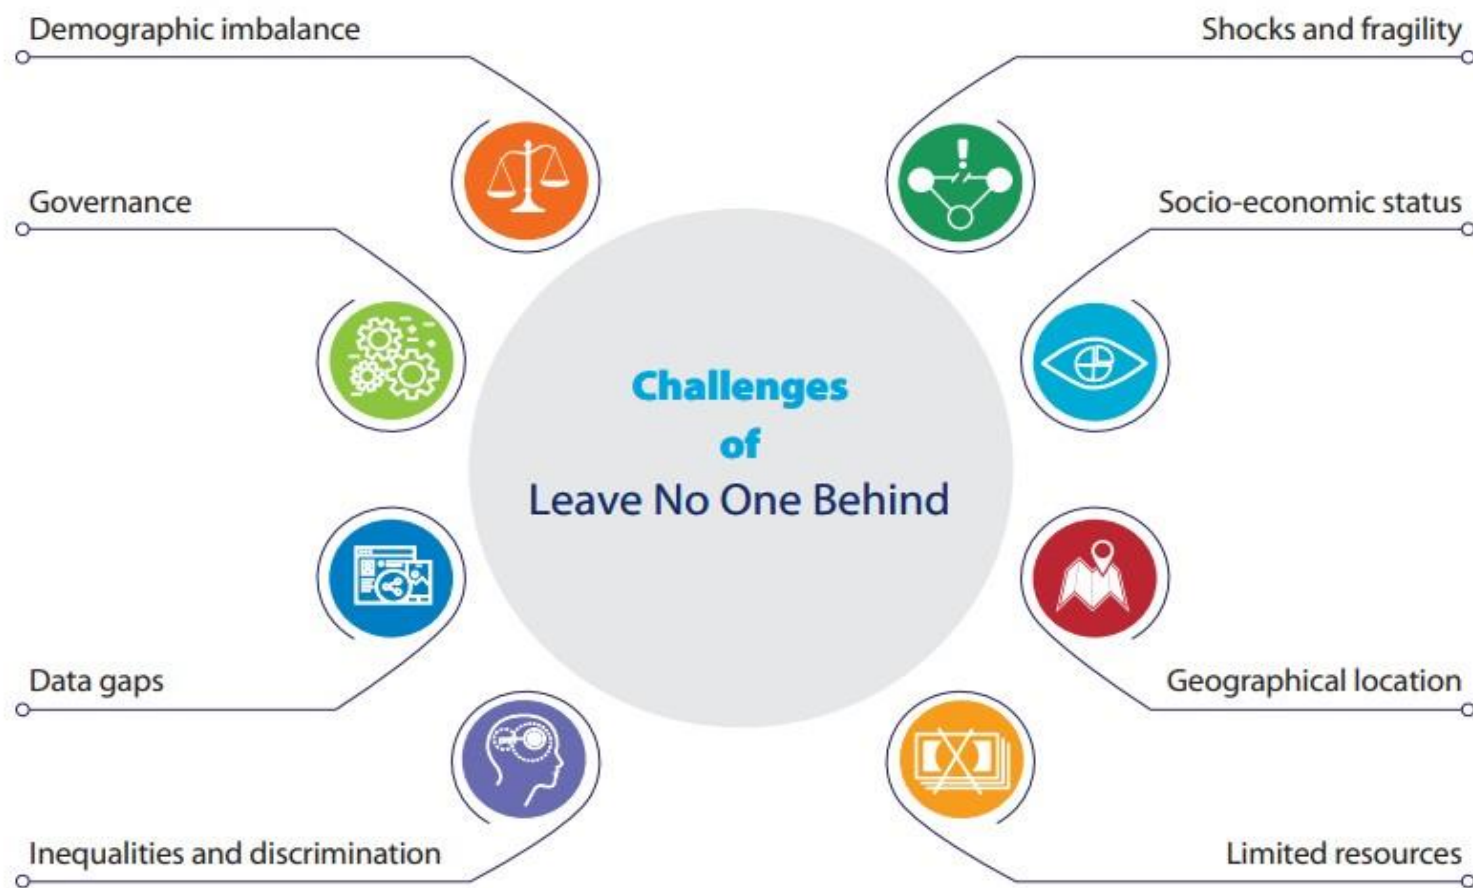 Demographic imbalance
Shocks and fragility
Governance
Socio-economic status
Challenges
of
Leave No One Behind
Data gaps
Geographical location
Inequalities and discrimination
Limited resources